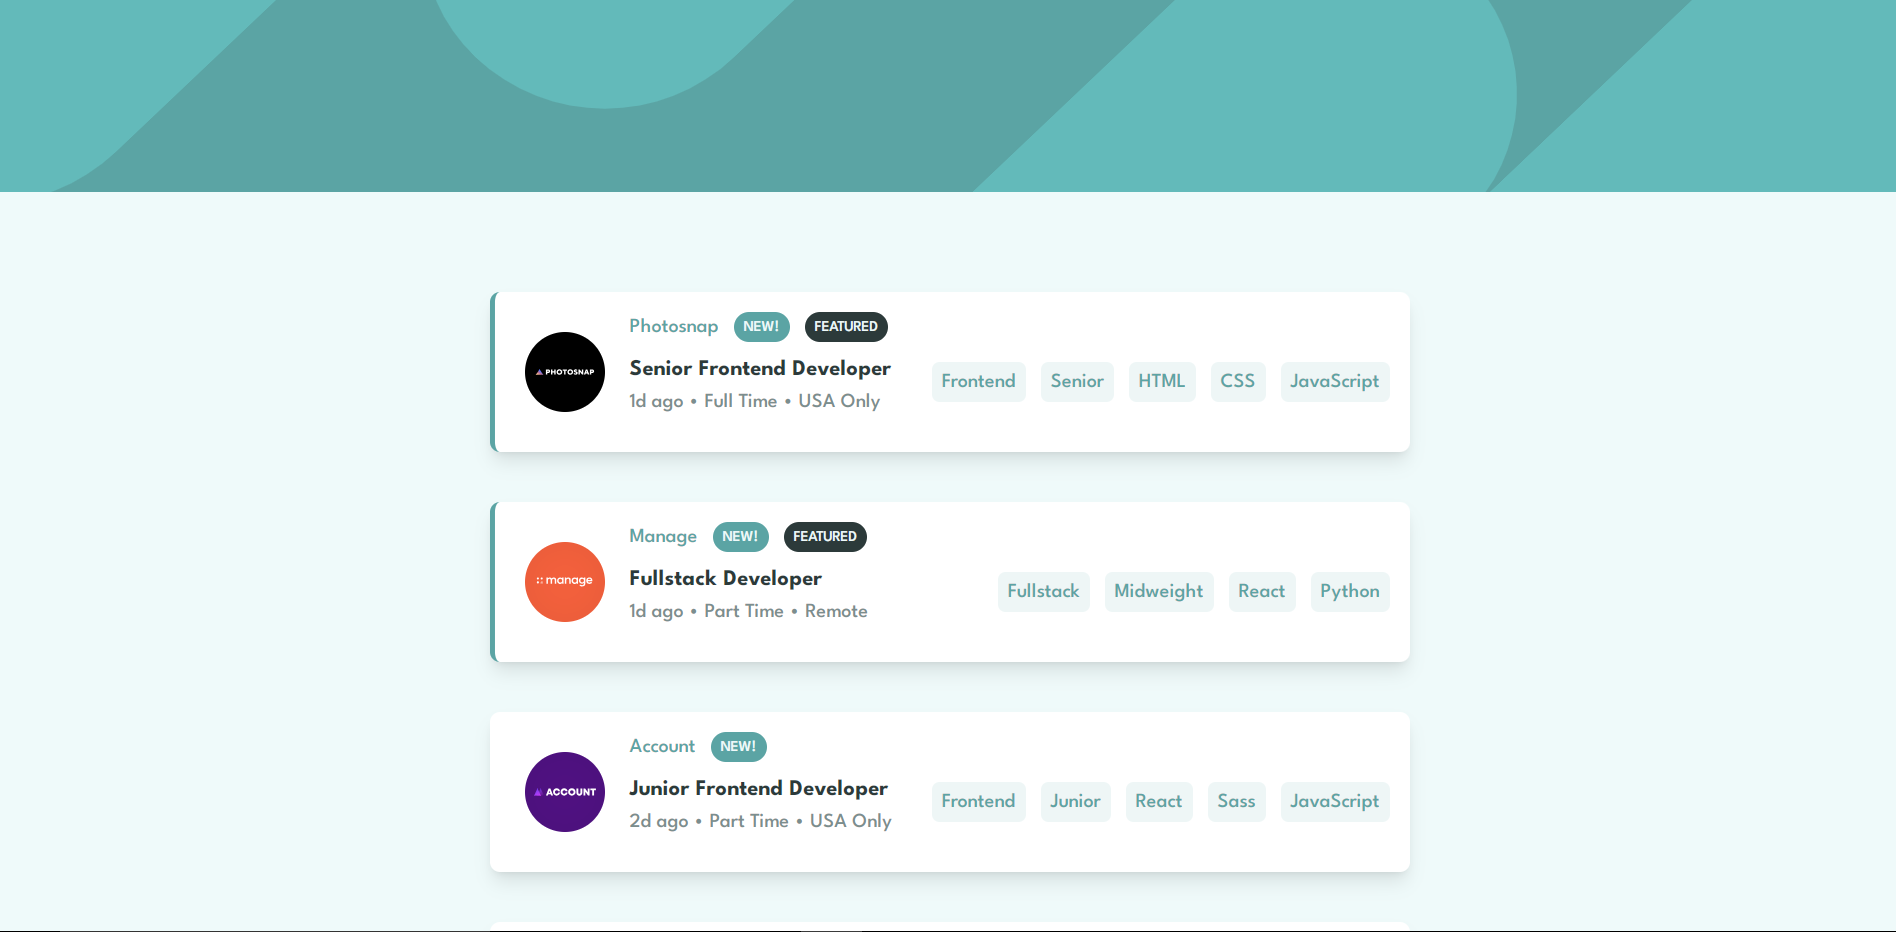 Photosnap NEW! FEATURED
PHOTOSNAP
Senior Frontend Developer
1d ago • Full Time • USA Only
Frontend Senior HTML CSS JavaScript
Manage NEW! FEATURED
manage
Fullstack Developer
1d ago • Part Time • Remote
Fullstack Midweight React Python
Account NEW!
ACCOUNT
Junior Frontend Developer
2d ago • Part Time • USA Only
Frontend Junior React Sass JavaScript